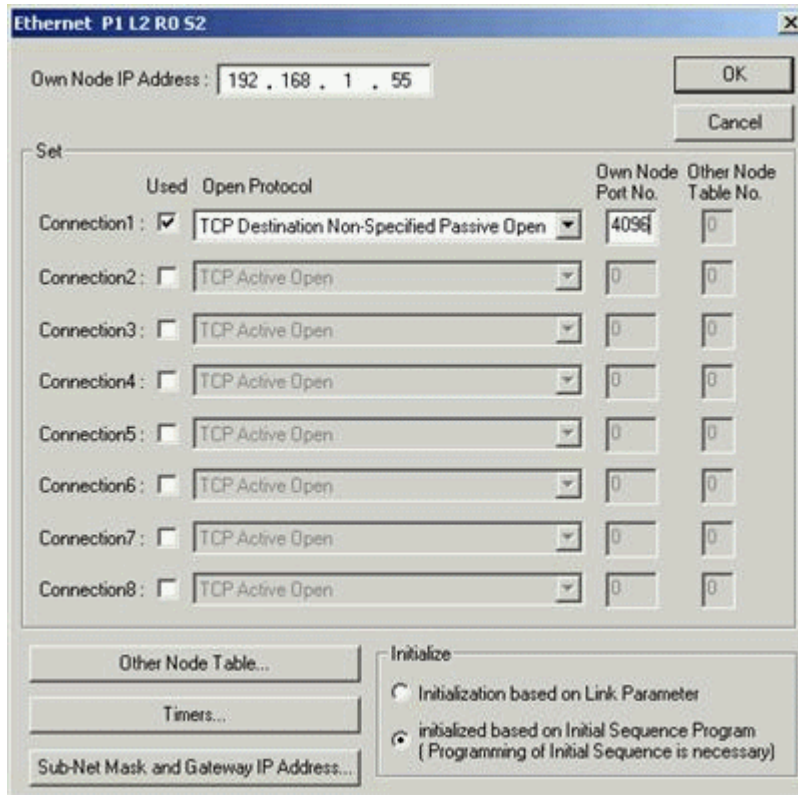 Ethernet P1 L2 R0 S2
Own Node IP Address : 192 . 168 . 1 . 55
OK
Cancel
Set
Used Open Protocol Own Node Port No. Other Node Table No.
Connection1 : TCP Destination Non-Specified Passive Open 4096 0
Connection2 : TCP Active Open 0 0
Connection3 : TCP Active Open 0 0
Connection4 : TCP Active Open 0 0
Connection5 : TCP Active Open 0 0
Connection6 : TCP Active Open 0 0
Connection7 : TCP Active Open 0 0
Connection8 : TCP Active Open 0 0
Other Node Table...
Timers...
Sub-Net Mask and Gateway IP Address...
Initialize
Initialization based on Link Parameter
initialized based on Initial Sequence Program
( Programming of Initial Sequence is necessary)